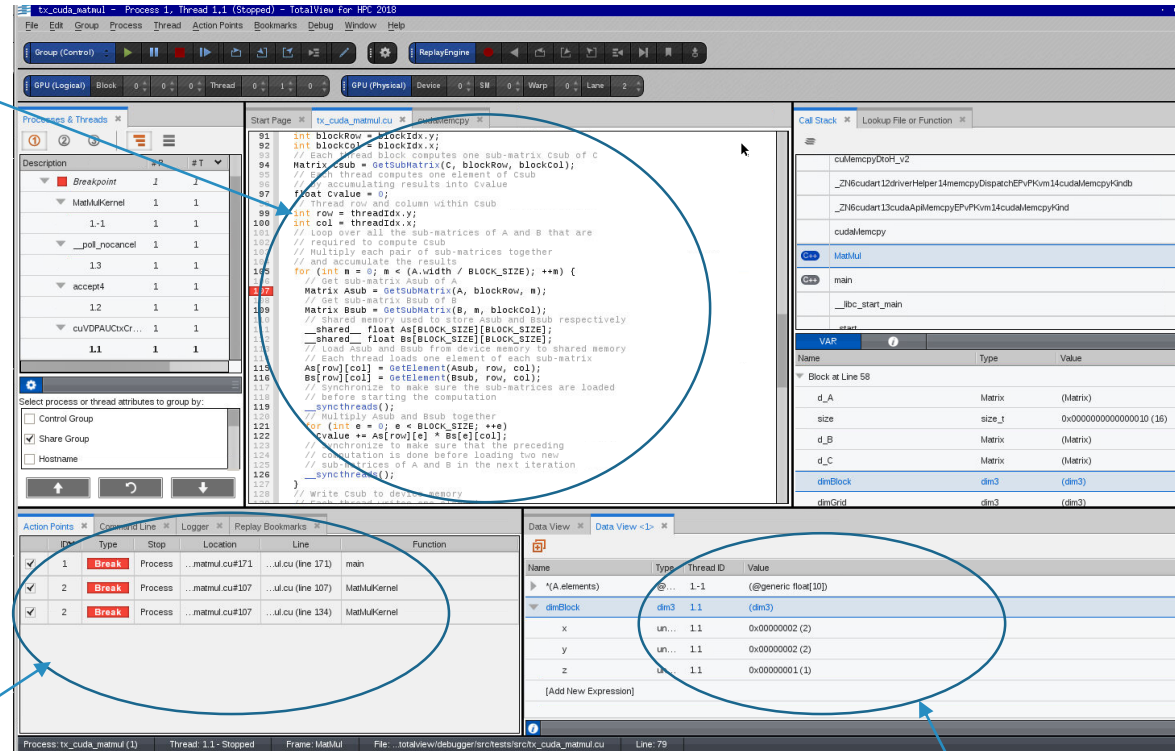 tx_cuda_matmul - Process 1, Thread 1.1 (Stopped) - TotalView for HPC 2018
File Edit Group Process Thread Action Points Bookmarks Debug Window Help
Group (Control) ReplayEngine
GPU (Logical) Block 0 0 0 Thread 0 1 0 GPU (Physical) Device 0 SM 0 Warp 0 Lane 2
Processes & Threads
Description #P #T
Breakpoint 1 1
MatMulKernel 1 1
1.-1 1 1
__poll_nocancel 1 1
1.3 1 1
accept4 1 1
1.2 1 1
cuVDPAUCtxCr... 1 1
1.1 1 1
Select process or thread attributes to group by:
Control Group
Share Group
Hostname
Start Page tx_cuda_matmul.cu cudaMemcpy
91 int blockRow = blockIdx.y;
92 int blockCol = blockIdx.x;
93 // Each thread block computes one sub-matrix Csub of C
94 Matrix Csub = GetSubMatrix(C, blockRow, blockCol);
95 // Each thread computes one element of Csub
96 // by accumulating results into Cvalue
97 float Cvalue = 0;
98 // Thread row and column within Csub
99 int row = threadIdx.y;
100 int col = threadIdx.x;
101 // Loop over all the sub-matrices of A and B that are
102 // required to compute Csub
103 // Multiply each pair of sub-matrices together
104 // and accumulate the results
105 for (int m = 0; m < (A.width / BLOCK_SIZE); ++m) {
106 // Get sub-matrix Asub of A
107 Matrix Asub = GetSubMatrix(A, blockRow, m);
108 // Get sub-matrix Bsub of B
109 Matrix Bsub = GetSubMatrix(B, m, blockCol);
110 // Shared memory used to store Asub and Bsub respectively
111 __shared__ float As[BLOCK_SIZE][BLOCK_SIZE];
112 __shared__ float Bs[BLOCK_SIZE][BLOCK_SIZE];
113 // Load Asub and Bsub from device memory to shared memory
114 // Each thread loads one element of each sub-matrix
115 As[row][col] = GetElement(Asub, row, col);
116 Bs[row][col] = GetElement(Bsub, row, col);
117 // Synchronize to make sure the sub-matrices are loaded
118 // before starting the computation
119 __syncthreads();
120 // Multiply Asub and Bsub together
121 for (int e = 0; e < BLOCK_SIZE; ++e)
122 Cvalue += As[row][e] * Bs[e][col];
123 // Synchronize to make sure that the preceding
124 // computation is done before loading two new
125 // sub-matrices of A and B in the next iteration
126 __syncthreads();
127 }
128 // Write Csub to device memory
Call Stack Lookup File or Function
cuMemcpyDtoH_v2
_ZN6cudart12driverHelper14memcpyDispatchEPvPKvm14cudaMemcpyKindb
_ZN6cudart13cudaApiMemcpyEPvPKvm14cudaMemcpyKind
cudaMemcpy
C++ MatMul
C++ main
__libc_start_main
_start
VAR
Name Type Value
Block at Line 58
d_A Matrix (Matrix)
size size_t 0x0000000000000010 (16)
d_B Matrix (Matrix)
d_C Matrix (Matrix)
dimBlock dim3 (dim3)
dimGrid dim3 (dim3)
Action Points Command Line Logger Replay Bookmarks
ID Type Stop Location Line Function
1 Break Process ...matmul.cu#171 ...ul.cu (line 171) main
2 Break Process ...matmul.cu#107 ...ul.cu (line 107) MatMulKernel
2 Break Process ...matmul.cu#107 ...ul.cu (line 134) MatMulKernel
Data View Data View <1>
Name Type Thread ID Value
*(A.elements) @... 1.-1 (@generic float[10])
dimBlock dim3 1.1 (dim3)
x un... 1.1 0x00000002 (2)
y un... 1.1 0x00000002 (2)
z un... 1.1 0x00000001 (1)
[Add New Expression]
Process: tx_cuda_matmul (1) Thread: 1.1 - Stopped Frame: MatMul File: ...totalview/debugger/src/tests/src/tx_cuda_matmul.cu Line: 79